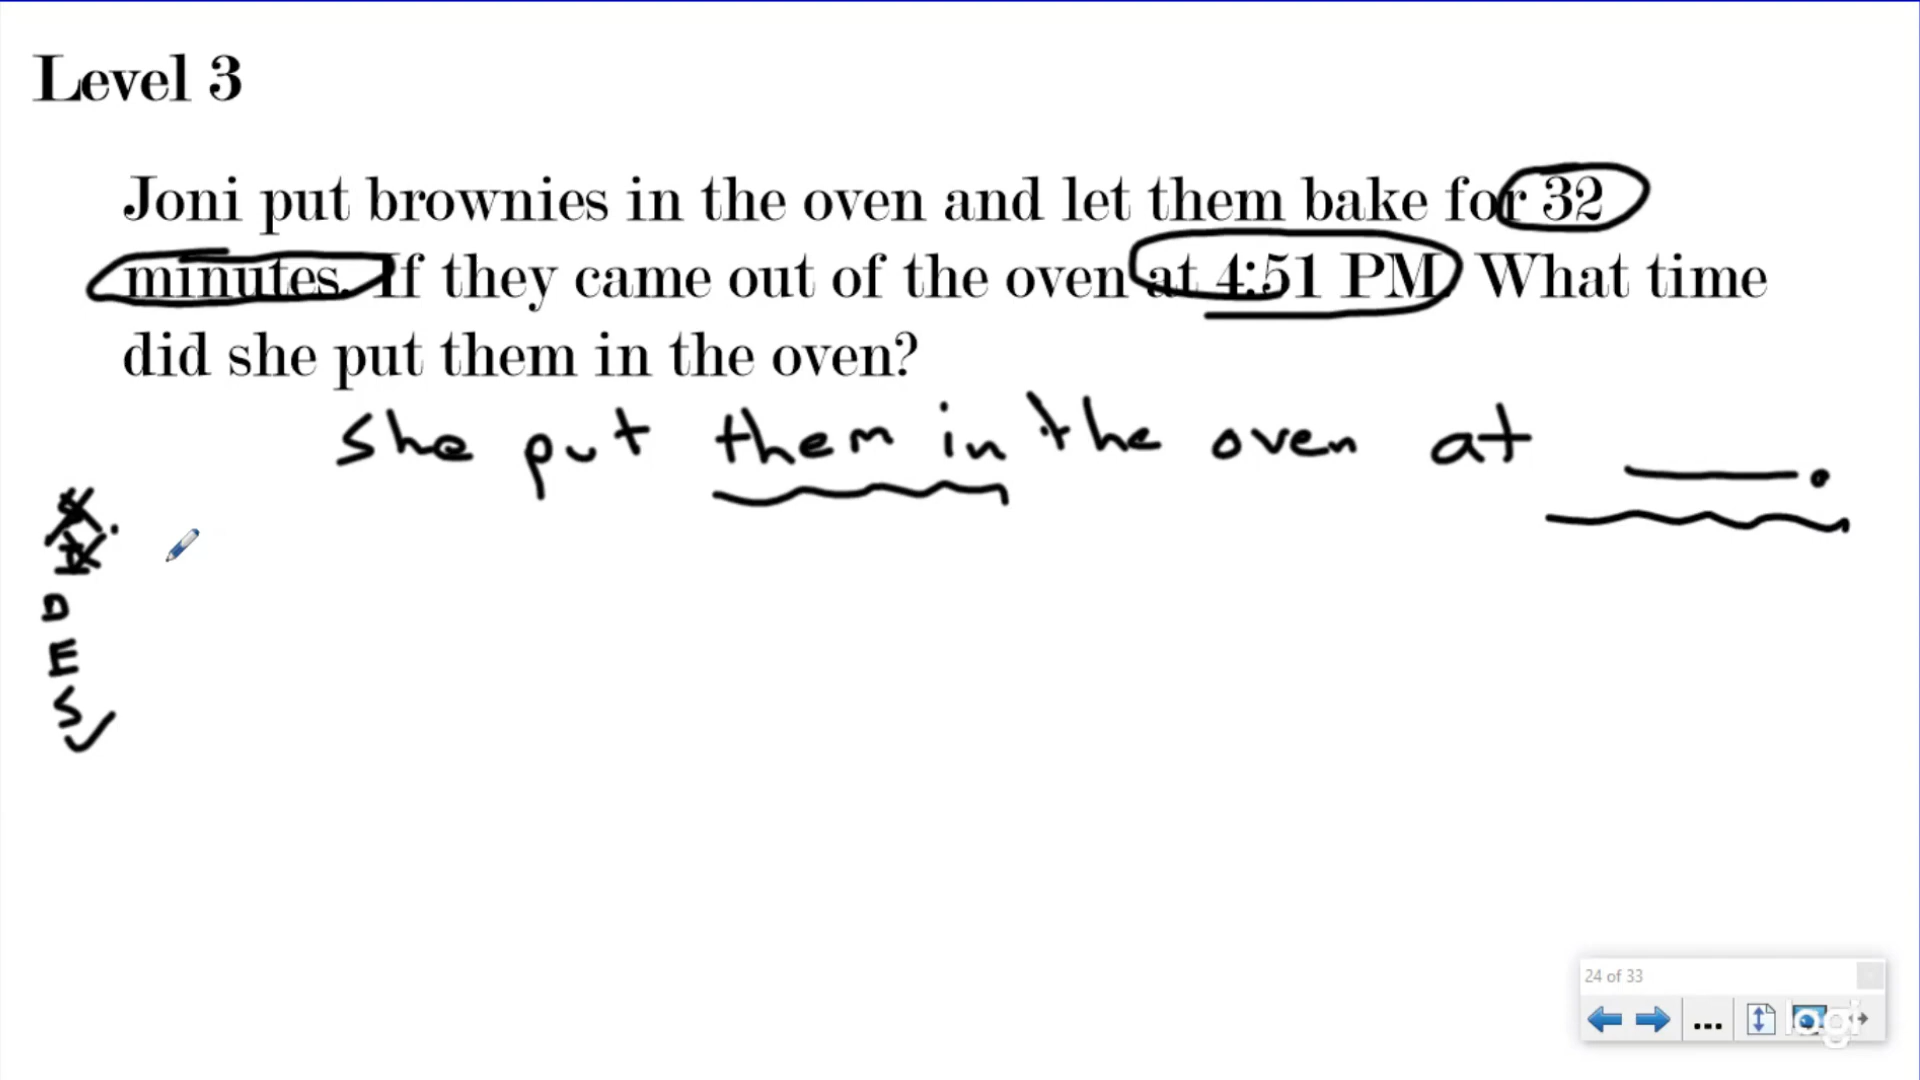 Level 3
Joni put brownies in the oven and let them bake for 32
minutes. If they came out of the oven at 4:51 PM. What time
did she put them in the oven?
She put them in the oven at ___.
D
E
S
24 of 33
...
logi